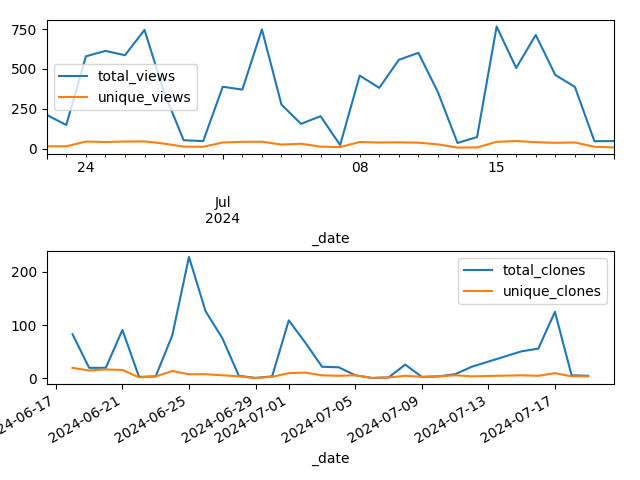 750
500
250
0
total_views
unique_views
24
08
15
Jul
2024
_date
200
100
0
total_clones
unique_clones
24-06-17
2024-06-21
2024-06-25
2024-06-29
2024-07-01
2024-07-05
2024-07-09
2024-07-13
2024-07-17
_date